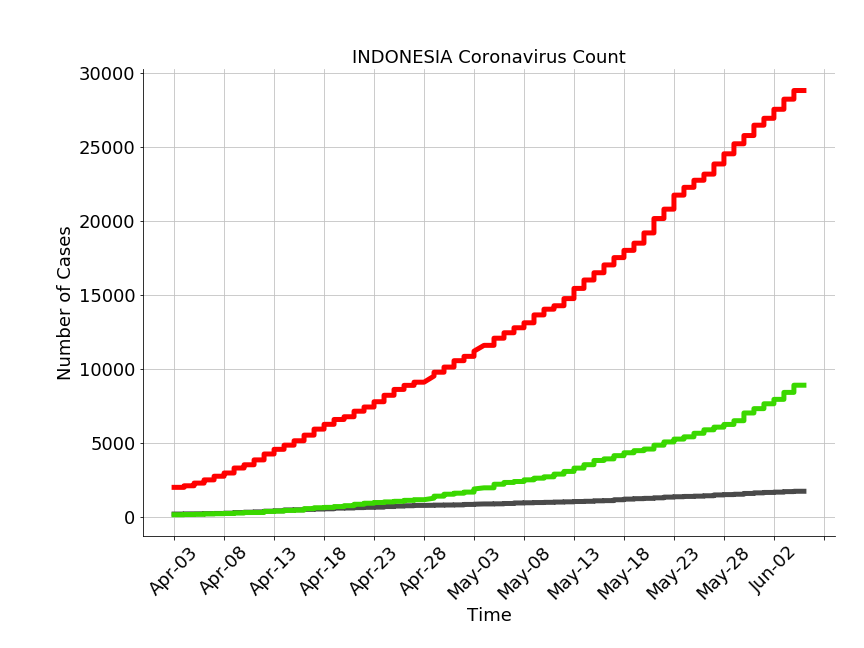 INDONESIA Coronavirus Count
30000
25000
20000
15000
10000
5000
0
Number of Cases
Apr-03
Apr-08
Apr-13
Apr-18
Apr-23
Apr-28
May-03
May-08
May-13
May-18
May-23
May-28
Jun-02
Time